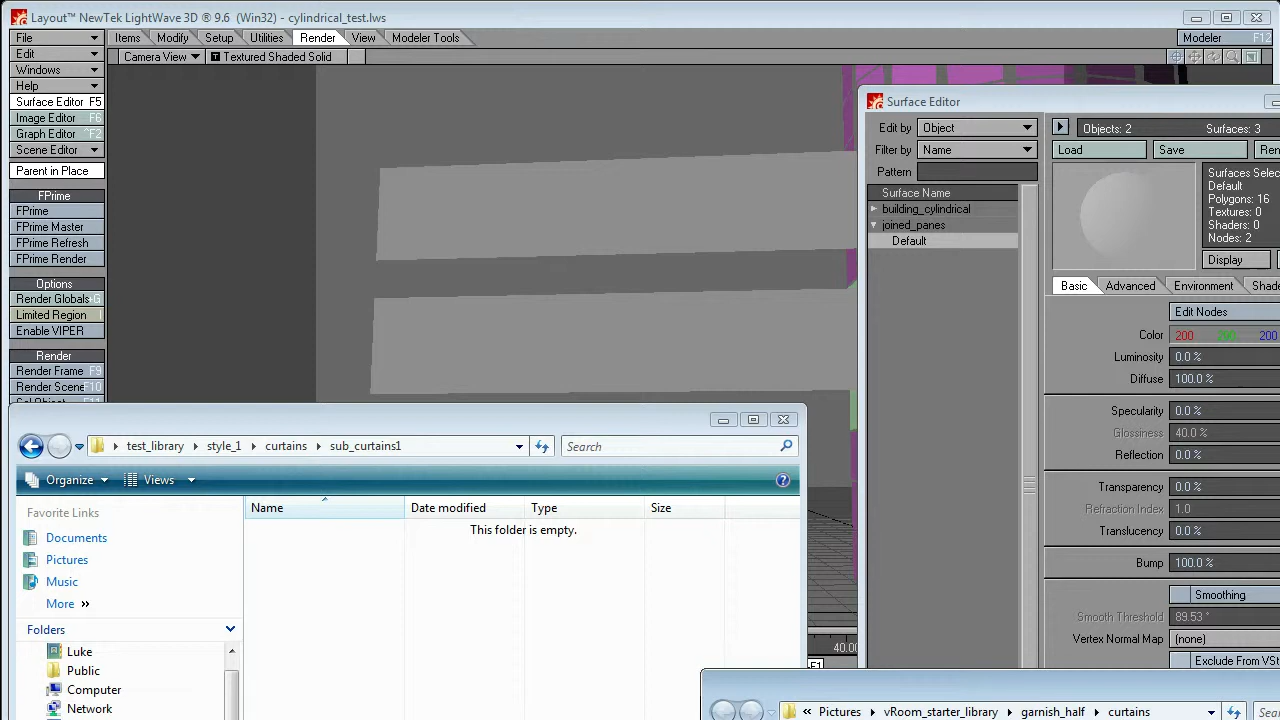 Layout™ NewTek LightWave 3D ® 9.6 (Win32) - cylindrical_test.lws
File
Items Modify Setup Utilities Render View Modeler Tools
Modeler F12
Edit
Camera View
Textured Shaded Solid
Windows
Help
Surface Editor F5
Image Editor F6
Graph Editor ^F2
Scene Editor
Parent in Place
FPrime
FPrime
FPrime Master
FPrime Refresh
FPrime Render
Options
Render Globals G
Limited Region l
Enable VIPER
Render
Render Frame F9
Render Scene F10
Surface Editor
Edit by Object
Filter by Name
Pattern
Surface Name
building_cylindrical
joined_panes
Default
Objects: 2 Surfaces: 3
Load Save Ren
Surfaces Selec
Default
Polygons: 16
Textures: 0
Shaders: 0
Nodes: 2
Display
Basic Advanced Environment Shade
Edit Nodes
Color 200 200 200
Luminosity 0.0 %
Diffuse 100.0 %
Specularity 0.0 %
Glossiness 40.0 %
Reflection 0.0 %
Transparency 0.0 %
Refraction Index 1.0
Translucency 0.0 %
Bump 100.0 %
Smoothing
Smooth Threshold 89.53 °
Vertex Normal Map (none)
Exclude From VS
40.00
test_library style_1 curtains sub_curtains1
Search
Organize Views
Favorite Links
Documents
Pictures
Music
More »
Folders
Luke
Public
Computer
Network
Name Date modified Type Size
This folder is empty.
« Pictures vRoom_starter_library garnish_half curtains